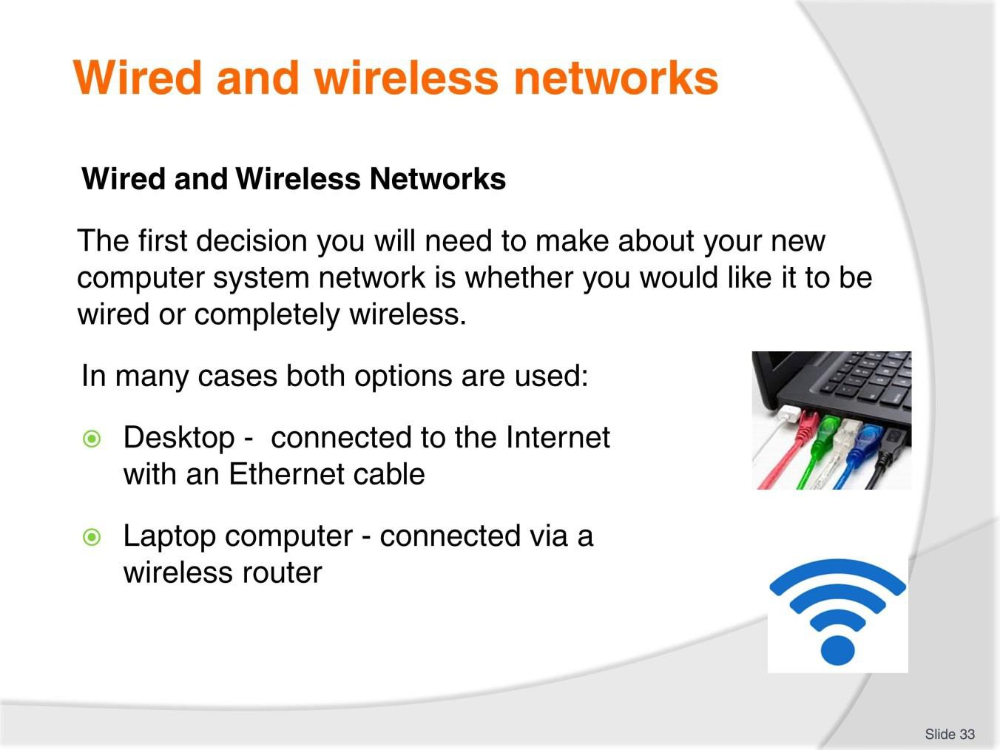 Wired and wireless networks
Wired and Wireless Networks
The first decision you will need to make about your new
computer system network is whether you would like it to be
wired or completely wireless.
In many cases both options are used:
Desktop -  connected to the Internet
with an Ethernet cable
Laptop computer - connected via a
wireless router
Slide 33